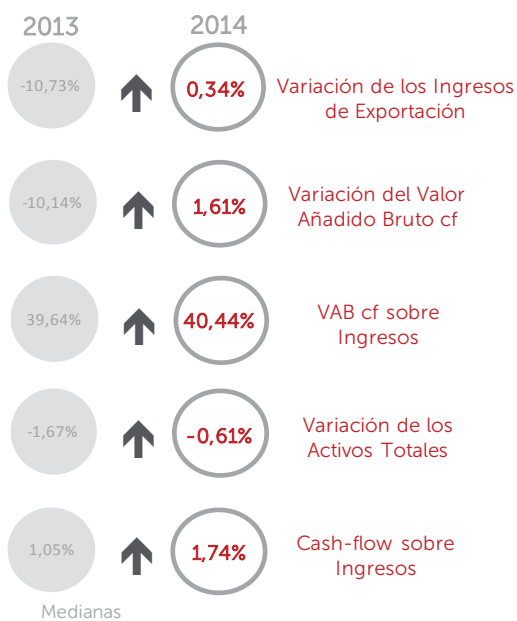 2013
2014
-10,73%
0,34%
Variación de los Ingresos
de Exportación
-10,14%
1,61%
Variación del Valor
Añadido Bruto cf
39,64%
40,44%
VAB cf sobre
Ingresos
-1,67%
-0,61%
Variación de los
Activos Totales
1,05%
1,74%
Cash-flow sobre
Ingresos
Medianas